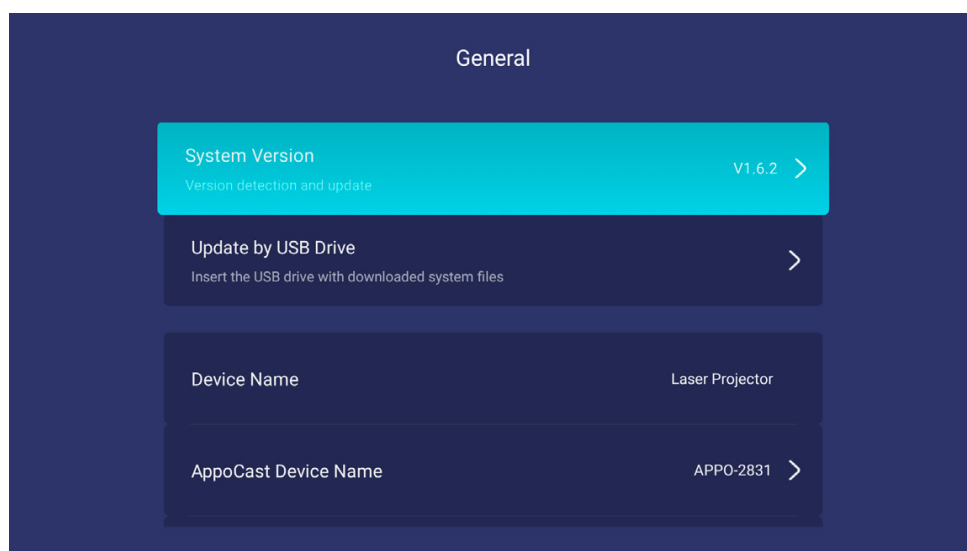 General
System Version
Version detection and update
V1.6.2
Update by USB Drive
Insert the USB drive with downloaded system files
Device Name
Laser Projector
AppoCast Device Name
APPO-2831